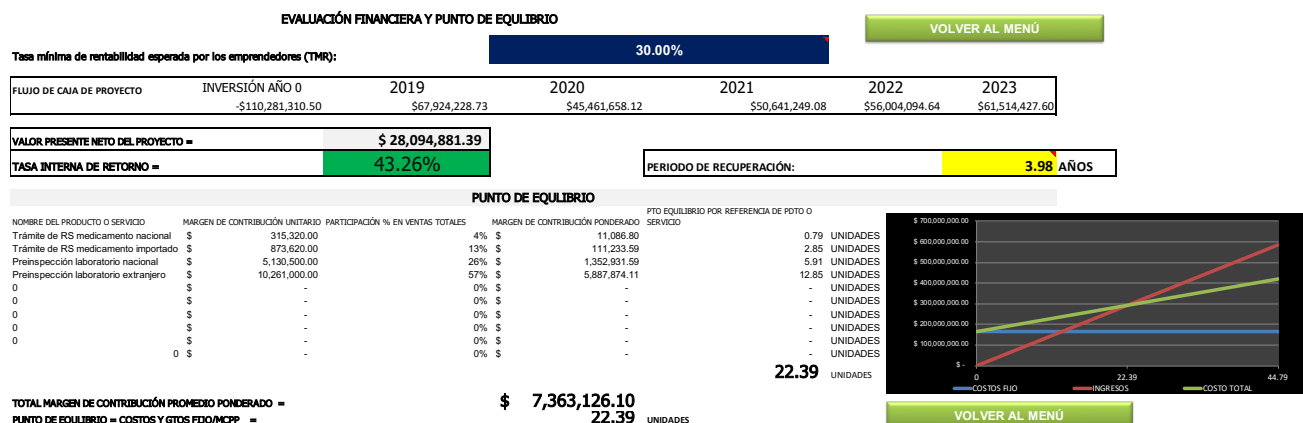 EVALUACIÓN FINANCIERA Y PUNTO DE EQULIBRIO
VOLVER AL MENÚ
Tasa mínima de rentabilidad esperada por los emprendedores (TMR): 30.00%
FLUJO DE CAJA DE PROYECTO INVERSIÓN AÑO 0 2019 2020 2021 2022 2023
-$110,281,310.50 $67,924,228.73 $45,461,658.12 $50,641,249.08 $56,004,094.64 $61,514,427.60
VALOR PRESENTE NETO DEL PROYECTO = $ 28,094,881.39
TASA INTERNA DE RETORNO = 43.26% PERIODO DE RECUPERACIÓN: 3.98 AÑOS
PUNTO DE EQULIBRIO
NOMBRE DEL PRODUCTO O SERVICIO MARGEN DE CONTRIBUCIÓN UNITARIO PARTICIPACIÓN % EN VENTAS TOTALES MARGEN DE CONTRIBUCIÓN PONDERADO PTO EQUILIBRIO POR REFERENCIA DE PDTO O SERVICIO
Trámite de RS medicamento nacional $ 315,320.00 4% $ 11,086.80 0.79 UNIDADES
Trámite de RS medicamento importado $ 873,620.00 13% $ 111,233.59 2.85 UNIDADES
Preinspección laboratorio nacional $ 5,130,500.00 26% $ 1,352,931.59 5.91 UNIDADES
Preinspección laboratorio extranjero $ 10,261,000.00 57% $ 5,887,874.11 12.85 UNIDADES
0 $ - 0% $ - - UNIDADES
0 $ - 0% $ - - UNIDADES
0 $ - 0% $ - - UNIDADES
0 $ - 0% $ - - UNIDADES
0 $ - 0% $ - - UNIDADES
0 $ - 0% $ - - UNIDADES
22.39 UNIDADES
TOTAL MARGEN DE CONTRIBUCIÓN PROMEDIO PONDERADO = $ 7,363,126.10
PUNTO DE EQULIBRIO = COSTOS Y GTOS FIJO/MCPP = 22.39 UNIDADES
$ 700,000,000.00
$ 600,000,000.00
$ 500,000,000.00
$ 400,000,000.00
$ 300,000,000.00
$ 200,000,000.00
$ 100,000,000.00
$ -
0 22.39 44.79
COSTOS FIJO INGRESOS COSTO TOTAL
VOLVER AL MENÚ